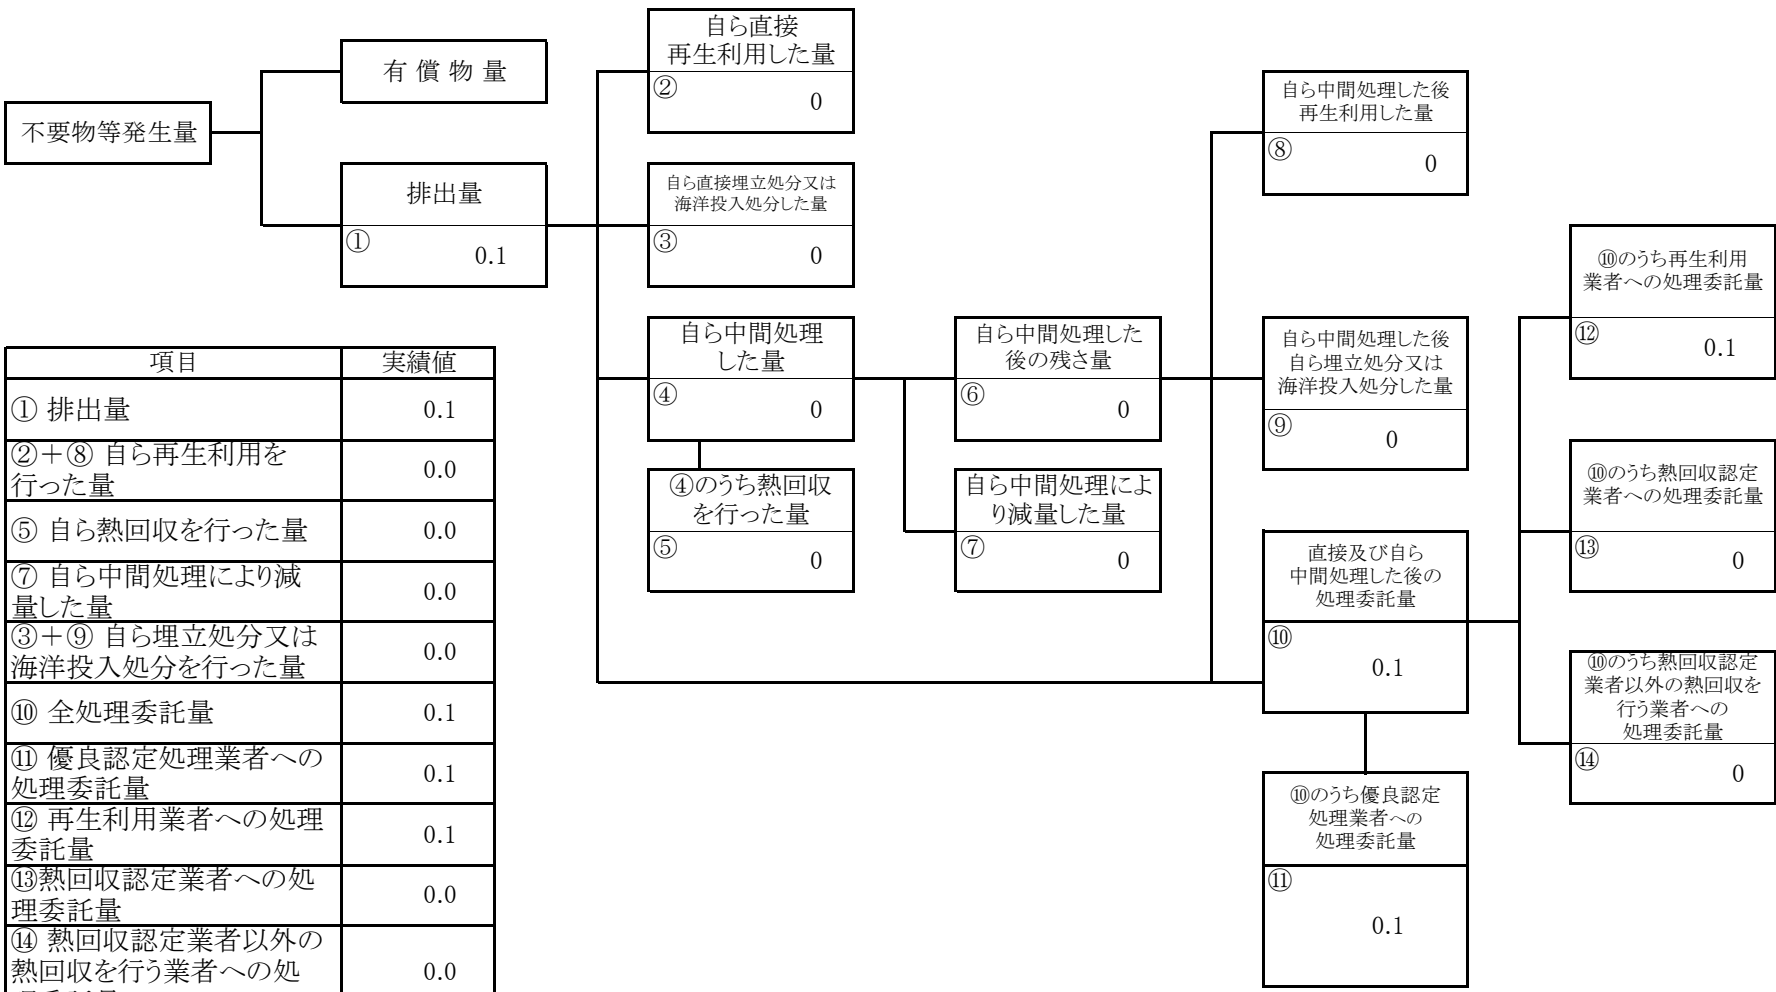 不要物等発生量
有 償 物 量
排出量
①
0.1
自ら直接
再生利用した量
②
0
自ら直接埋立処分又は
海洋投入処分した量
③
0
自ら中間処理
した量
④
0
④のうち熱回収
を行った量
⑤
0
自ら中間処理した
後の残さ量
⑥
0
自ら中間処理によ
り減量した量
⑦
0
自ら中間処理した後
再生利用した量
⑧
0
自ら中間処理した後
自ら埋立処分又は
海洋投入処分した量
⑨
0
直接及び自ら
中間処理した後の
処理委託量
⑩
0.1
⑩のうち優良認定
処理業者への
処理委託量
⑪
0.1
⑩のうち再生利用
業者への処理委託量
⑫
0.1
⑩のうち熱回収認定
業者への処理委託量
⑬
0
⑩のうち熱回収認定
業者以外の熱回収を
行う業者への
処理委託量
⑭
0
項目 実績値
① 排出量 0.1
②＋⑧ 自ら再生利用を
行った量 0.0
⑤ 自ら熱回収を行った量 0.0
⑦ 自ら中間処理により減
量した量 0.0
③＋⑨ 自ら埋立処分又は
海洋投入処分を行った量 0.0
⑩ 全処理委託量 0.1
⑪ 優良認定処理業者への
処理委託量 0.1
⑫ 再生利用業者への処理
委託量 0.1
⑬熱回収認定業者への処
理委託量 0.0
⑭ 熱回収認定業者以外の
熱回収を行う業者への処 0.0